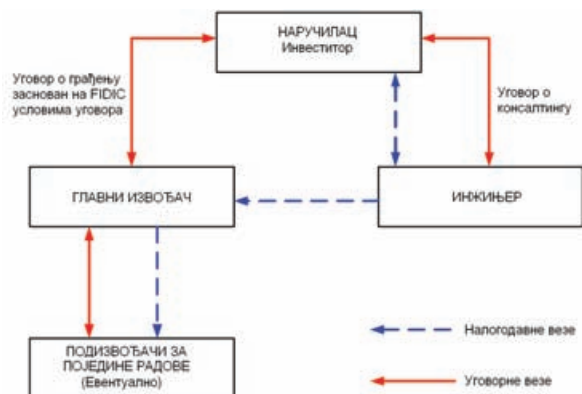 НАРУЧИЛАЦ
Инвеститор
Уговор о грађењу
заснован на FIDIC
условима уговора
Уговор о
консалтингу
ГЛАВНИ ИЗВОЂАЧ
ИНЖИЊЕР
ПОДИЗВОЂАЧИ ЗА
ПОЈЕДИНЕ РАДОВЕ
(Евентуално)
Налогодавне везе
Уговорне везе